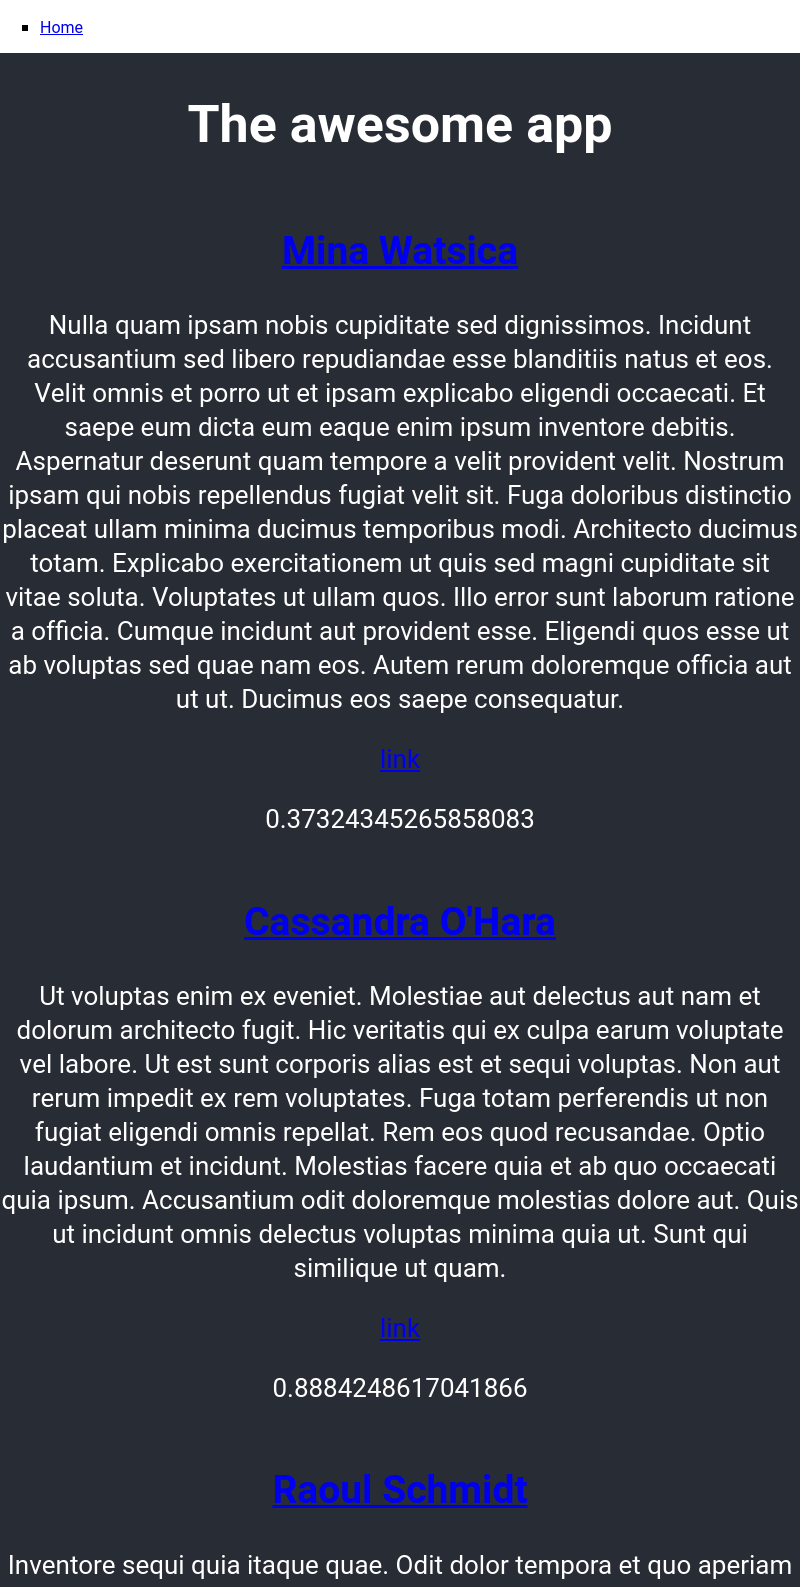 Home
The awesome app
Mina Watsica
Nulla quam ipsam nobis cupiditate sed dignissimos. Incidunt
accusantium sed libero repudiandae esse blanditiis natus et eos.
Velit omnis et porro ut et ipsam explicabo eligendi occaecati. Et
saepe eum dicta eum eaque enim ipsum inventore debitis.
Aspernatur deserunt quam tempore a velit provident velit. Nostrum
ipsam qui nobis repellendus fugiat velit sit. Fuga doloribus distinctio
placeat ullam minima ducimus temporibus modi. Architecto ducimus
totam. Explicabo exercitationem ut quis sed magni cupiditate sit
vitae soluta. Voluptates ut ullam quos. Illo error sunt laborum ratione
a officia. Cumque incidunt aut provident esse. Eligendi quos esse ut
ab voluptas sed quae nam eos. Autem rerum doloremque officia aut
ut ut. Ducimus eos saepe consequatur.
link
0.37324345265858083
Cassandra O'Hara
Ut voluptas enim ex eveniet. Molestiae aut delectus aut nam et
dolorum architecto fugit. Hic veritatis qui ex culpa earum voluptate
vel labore. Ut est sunt corporis alias est et sequi voluptas. Non aut
rerum impedit ex rem voluptates. Fuga totam perferendis ut non
fugiat eligendi omnis repellat. Rem eos quod recusandae. Optio
laudantium et incidunt. Molestias facere quia et ab quo occaecati
quia ipsum. Accusantium odit doloremque molestias dolore aut. Quis
ut incidunt omnis delectus voluptas minima quia ut. Sunt qui
similique ut quam.
link
0.8884248617041866
Raoul Schmidt
Inventore sequi quia itaque quae. Odit dolor tempora et quo aperiam